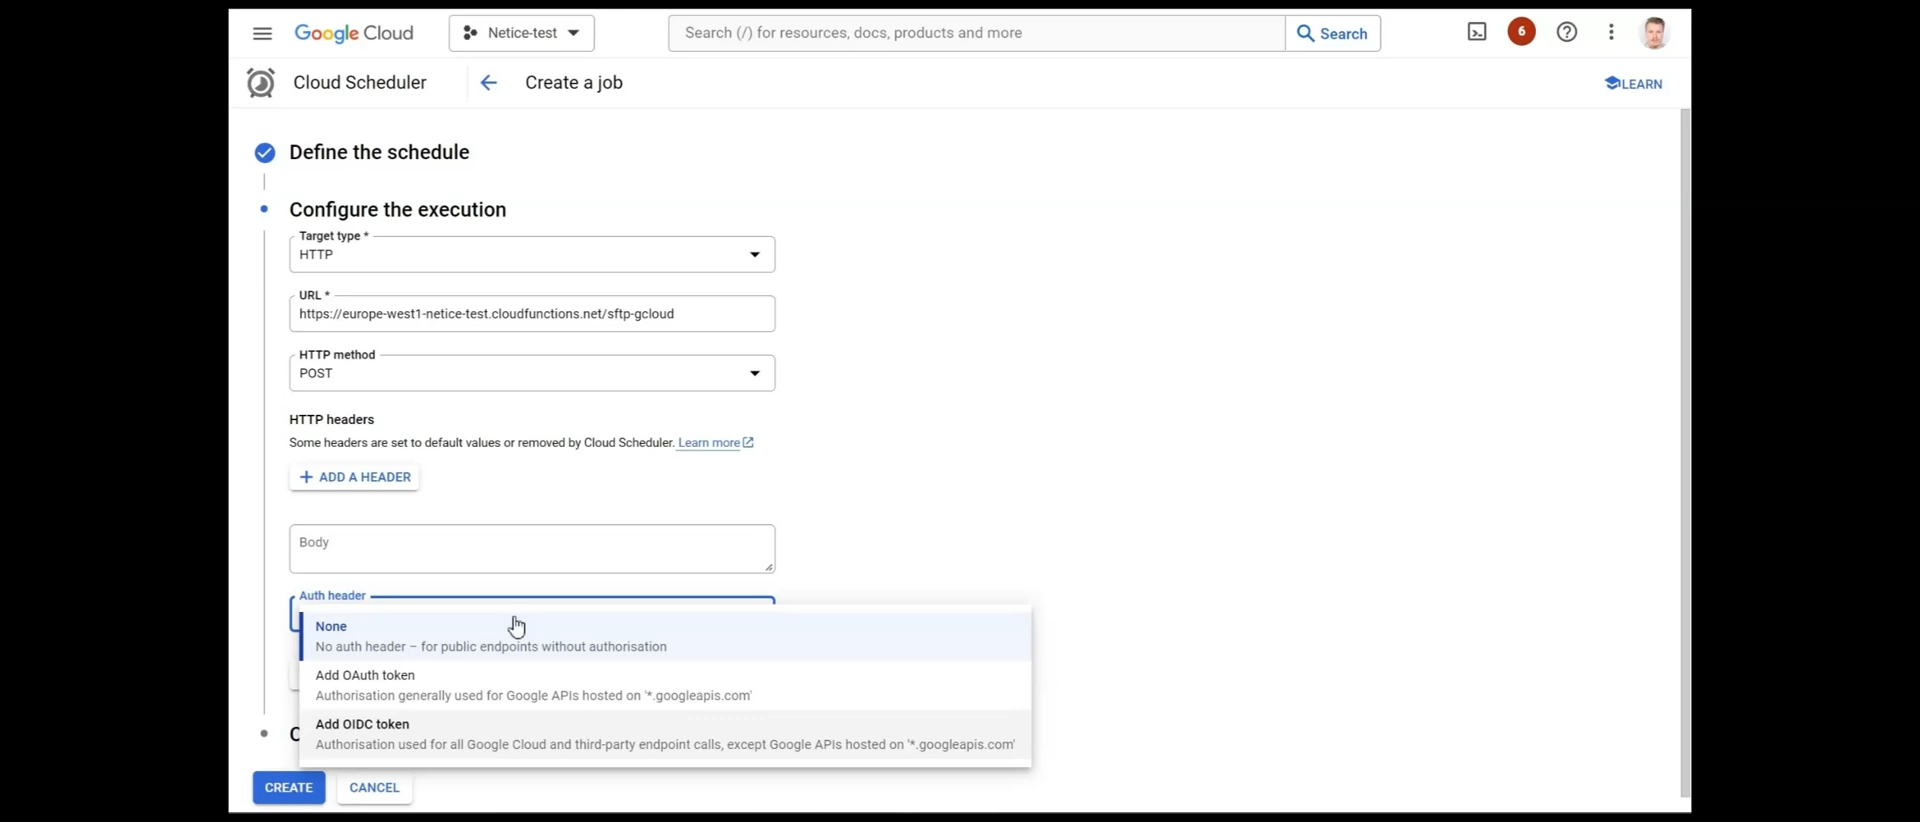 Google Cloud
Netice-test
Search (/) for resources, docs, products and more
Search
6
Cloud Scheduler
Create a job
LEARN
Define the schedule
Configure the execution
Target type *
HTTP
URL *
https://europe-west1-netice-test.cloudfunctions.net/sftp-gcloud
HTTP method
POST
HTTP headers
Some headers are set to default values or removed by Cloud Scheduler. Learn more
ADD A HEADER
Body
Auth header
None
No auth header – for public endpoints without authorisation
Add OAuth token
Authorisation generally used for Google APIs hosted on '*.googleapis.com'
Add OIDC token
Authorisation used for all Google Cloud and third-party endpoint calls, except Google APIs hosted on '*.googleapis.com'
CREATE
CANCEL